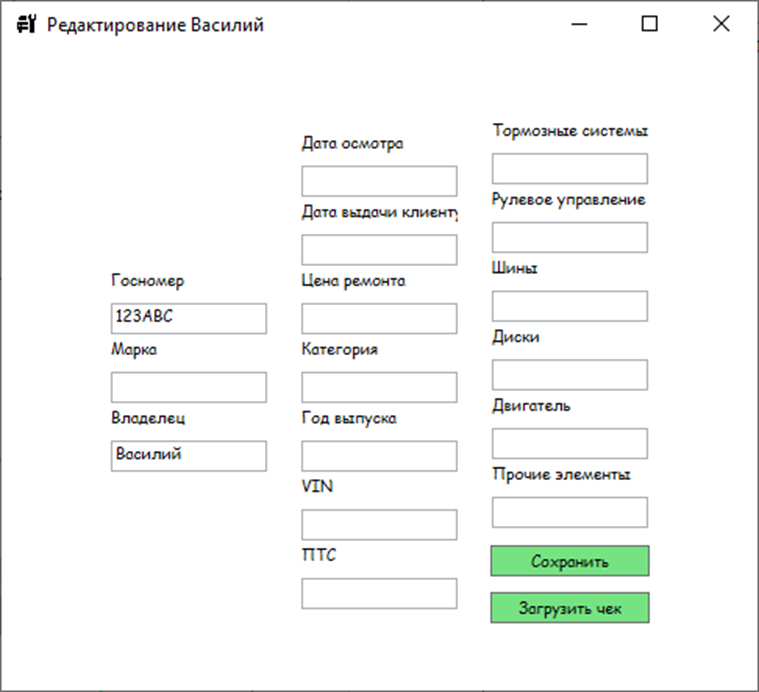 Редактирование Василий
Госномер
123ABC
Марка
Владелец
Василий
Дата осмотра
Дата выдачи клиенту
Цена ремонта
Категория
Год выпуска
VIN
ПТС
Тормозные системы
Рулевое управление
Шины
Диски
Двигатель
Прочие элементы
Сохранить
Загрузить чек